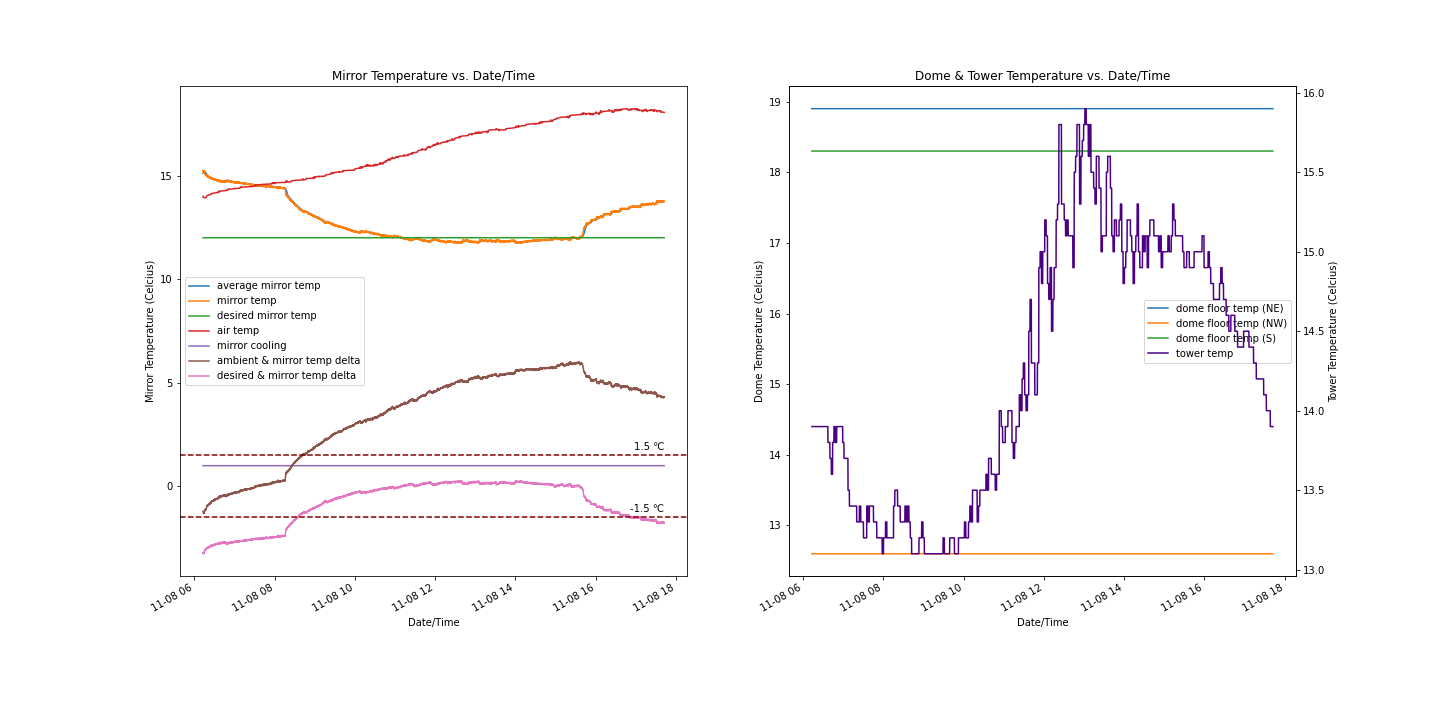 Mirror Temperature vs. Date/Time
Mirror Temperature (Celcius)
15
10
5
0
average mirror temp
mirror temp
desired mirror temp
air temp
mirror cooling
ambient & mirror temp delta
desired & mirror temp delta
1.5 °C
-1.5 °C
11-08 06
11-08 08
11-08 10
11-08 12
11-08 14
11-08 16
11-08 18
Date/Time
Dome & Tower Temperature vs. Date/Time
Dome Temperature (Celcius)
19
18
17
16
15
14
13
dome floor temp (NE)
dome floor temp (NW)
dome floor temp (S)
tower temp
16.0
15.5
15.0
14.5
14.0
13.5
13.0
Tower Temperature (Celcius)
11-08 06
11-08 08
11-08 10
11-08 12
11-08 14
11-08 16
11-08 18
Date/Time